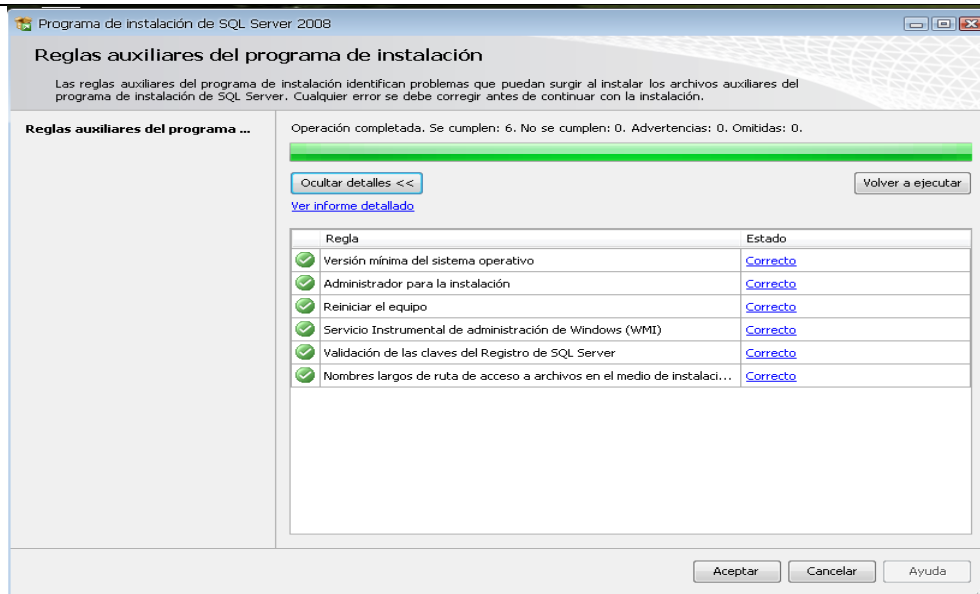 Programa de instalación de SQL Server 2008
Reglas auxiliares del programa de instalación
Las reglas auxiliares del programa de instalación identifican problemas que puedan surgir al instalar los archivos auxiliares del
programa de instalación de SQL Server. Cualquier error se debe corregir antes de continuar con la instalación.
Reglas auxiliares del programa ...
Operación completada. Se cumplen: 6. No se cumplen: 0. Advertencias: 0. Omitidas: 0.
Ocultar detalles <<
Volver a ejecutar
Ver informe detallado
Regla Estado
Versión mínima del sistema operativo Correcto
Administrador para la instalación Correcto
Reiniciar el equipo Correcto
Servicio Instrumental de administración de Windows (WMI) Correcto
Validación de las claves del Registro de SQL Server Correcto
Nombres largos de ruta de acceso a archivos en el medio de instalaci... Correcto
Aceptar Cancelar Ayuda